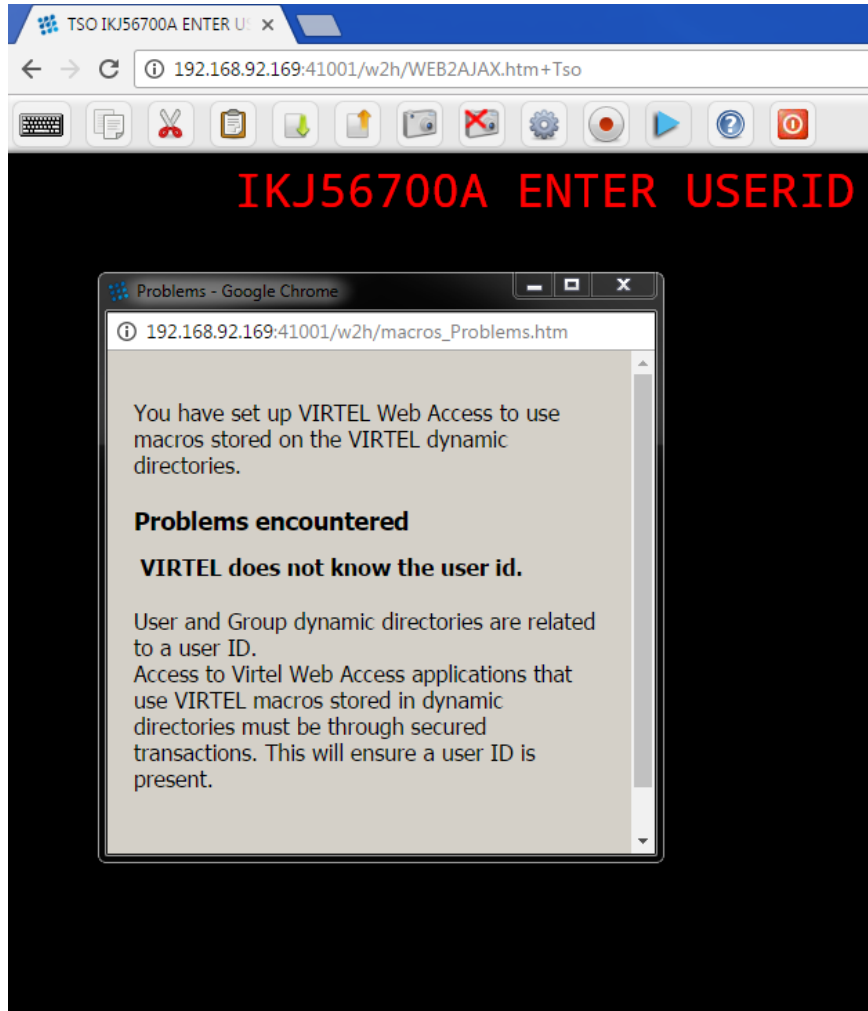 TSO IKJ56700A ENTER US
192.168.92.169:41001/w2h/WEB2AJAX.htm+Tso
IKJ56700A ENTER USERID
Problems - Google Chrome
192.168.92.169:41001/w2h/macros_Problems.htm
You have set up VIRTEL Web Access to use
macros stored on the VIRTEL dynamic
directories.
Problems encountered
VIRTEL does not know the user id.
User and Group dynamic directories are related
to a user ID.
Access to Virtel Web Access applications that
use VIRTEL macros stored in dynamic
directories must be through secured
transactions. This will ensure a user ID is
present.